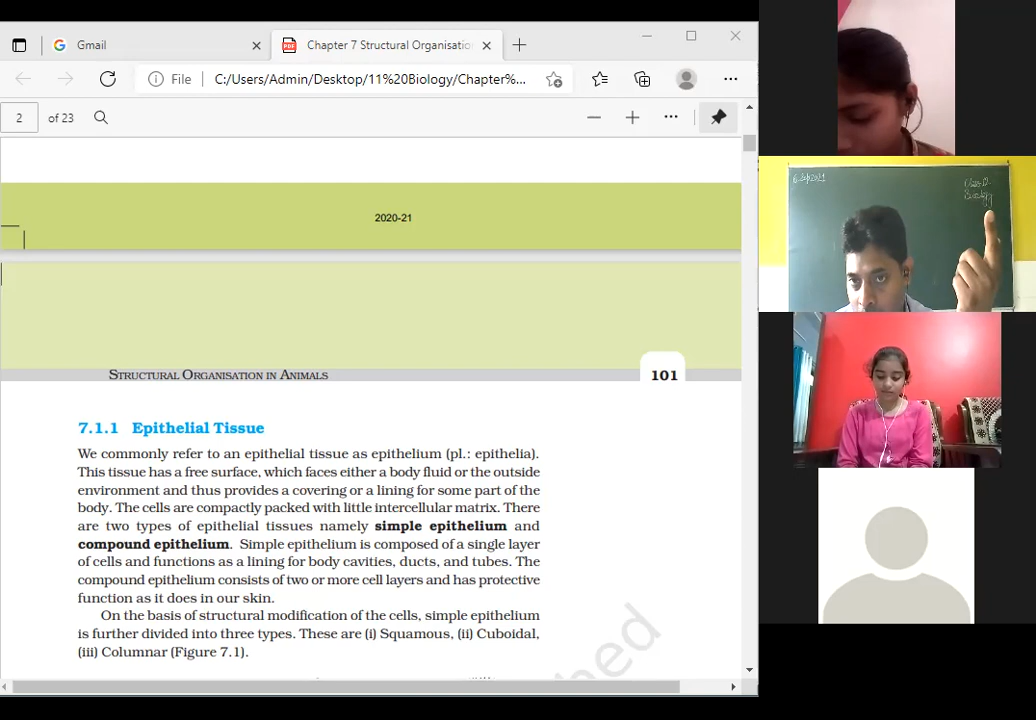 Gmail
Chapter 7 Structural Organisatio
File
C:/Users/Admin/Desktop/11%20Biology/Chapter%...
2 of 23
2020-21
STRUCTURAL ORGANISATION IN ANIMALS
101
7.1.1 Epithelial Tissue
We commonly refer to an epithelial tissue as epithelium (pl.: epithelia).
This tissue has a free surface, which faces either a body fluid or the outside
environment and thus provides a covering or a lining for some part of the
body. The cells are compactly packed with little intercellular matrix. There
are two types of epithelial tissues namely simple epithelium and
compound epithelium. Simple epithelium is composed of a single layer
of cells and functions as a lining for body cavities, ducts, and tubes. The
compound epithelium consists of two or more cell layers and has protective
function as it does in our skin.
On the basis of structural modification of the cells, simple epithelium
is further divided into three types. These are (i) Squamous, (ii) Cuboidal,
(iii) Columnar (Figure 7.1).
6 Sep 2021
Biology